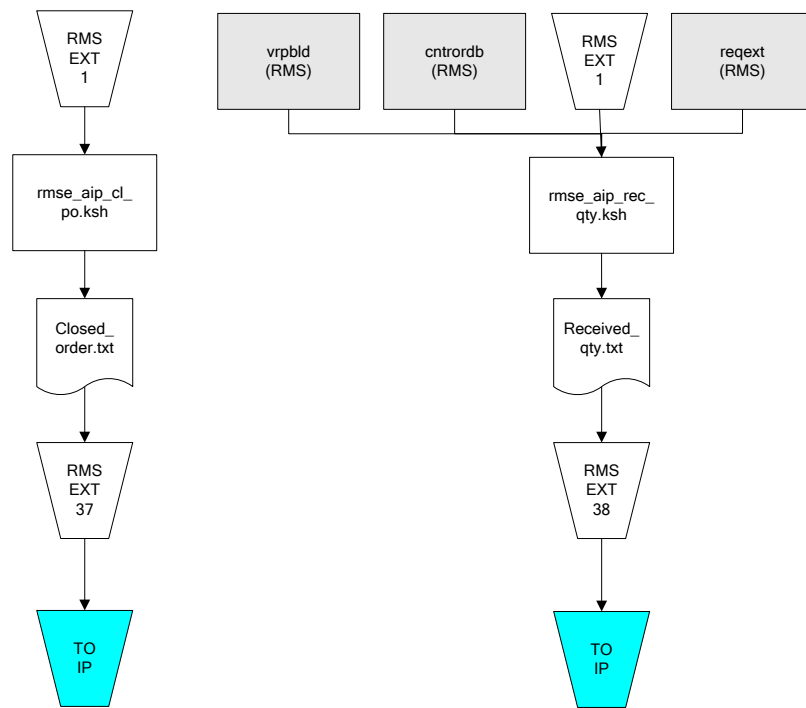 RMS
EXT
1
rmse_aip_cl_
po.ksh
Closed_
order.txt
RMS
EXT
37
TO
IP
vrpbld
(RMS)
cntrordb
(RMS)
RMS
EXT
1
reqext
(RMS)
rmse_aip_rec_
qty.ksh
Received_
qty.txt
RMS
EXT
38
TO
IP